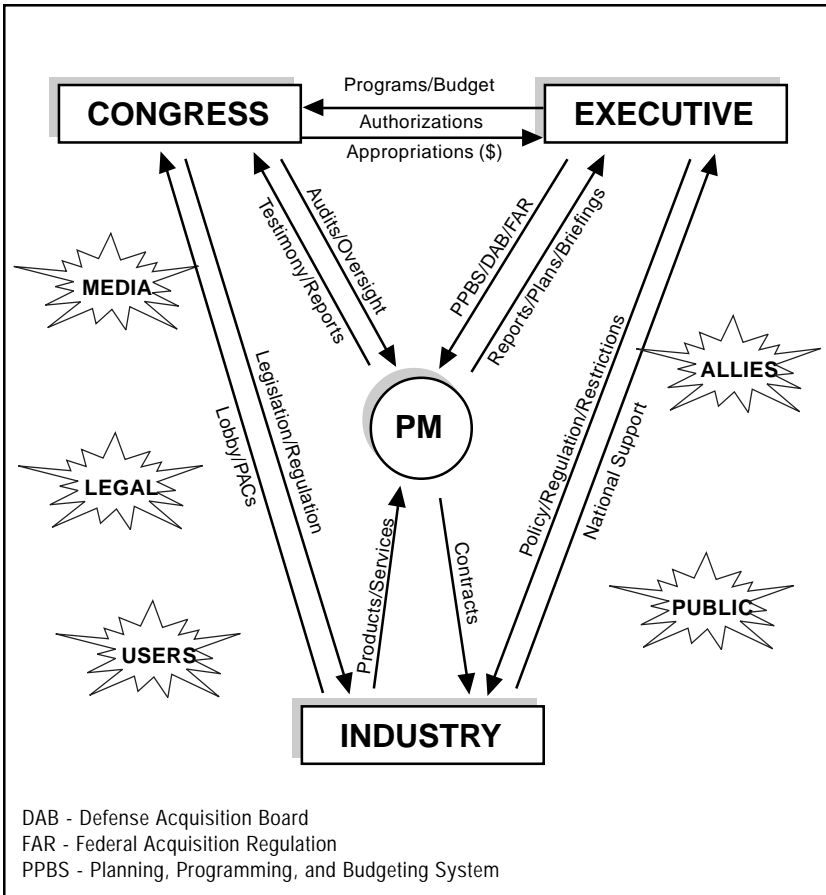 Programs/Budget
CONGRESS
EXECUTIVE
Authorizations
Appropriations ($)
Audits/Oversight
Testimony/Reports
PPBS/DAB/FAR
Reports/Plans/Briefings
MEDIA
ALLIES
PM
Legislation/Regulation
Lobby/PACs
Policy/Regulation/Restrictions
National Support
LEGAL
Products/Services
Contracts
PUBLIC
USERS
INDUSTRY
DAB - Defense Acquisition Board
FAR - Federal Acquisition Regulation
PPBS - Planning, Programming, and Budgeting System